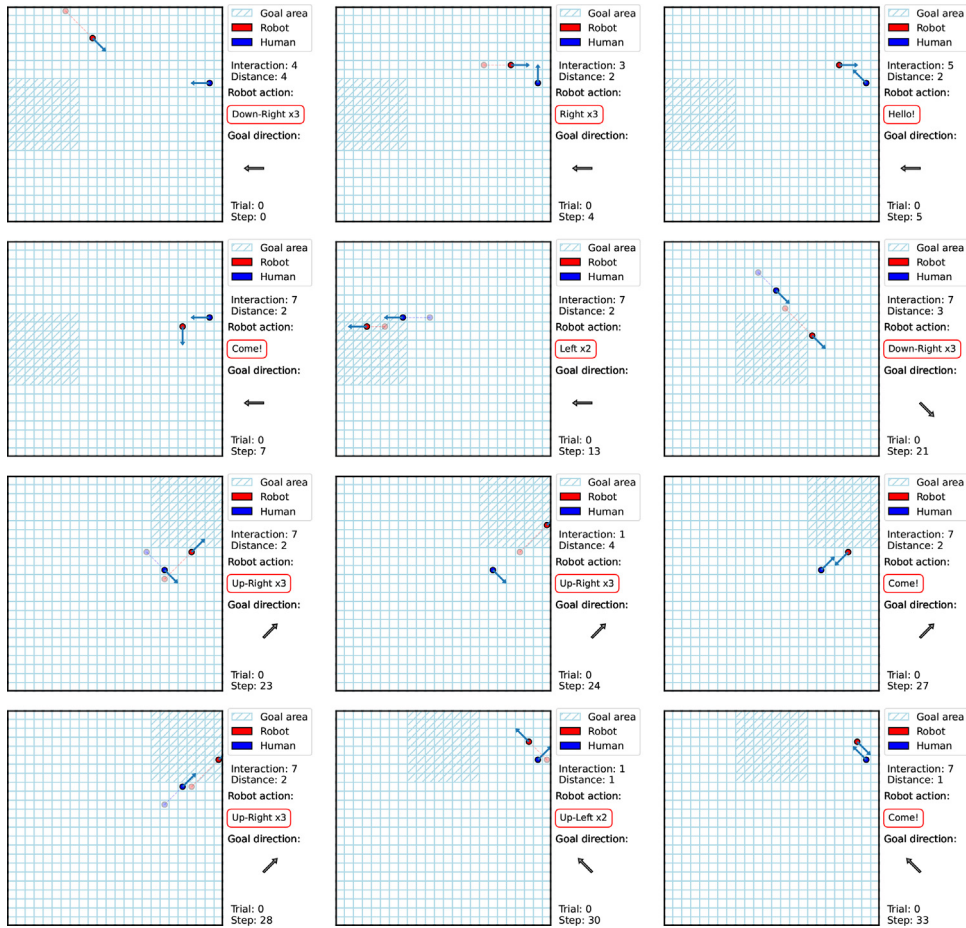 Goal area
Robot
Human
Interaction: 4
Distance: 4
Robot action:
Down-Right x3
Goal direction:
Trial: 0
Step: 0
Goal area
Robot
Human
Interaction: 3
Distance: 2
Robot action:
Right x3
Goal direction:
Trial: 0
Step: 4
Goal area
Robot
Human
Interaction: 5
Distance: 2
Robot action:
Hello!
Goal direction:
Trial: 0
Step: 5
Goal area
Robot
Human
Interaction: 7
Distance: 2
Robot action:
Come!
Goal direction:
Trial: 0
Step: 7
Goal area
Robot
Human
Interaction: 7
Distance: 2
Robot action:
Left x2
Goal direction:
Trial: 0
Step: 13
Goal area
Robot
Human
Interaction: 7
Distance: 3
Robot action:
Down-Right x3
Goal direction:
Trial: 0
Step: 21
Goal area
Robot
Human
Interaction: 7
Distance: 2
Robot action:
Up-Right x3
Goal direction:
Trial: 0
Step: 23
Goal area
Robot
Human
Interaction: 1
Distance: 4
Robot action:
Up-Right x3
Goal direction:
Trial: 0
Step: 24
Goal area
Robot
Human
Interaction: 7
Distance: 2
Robot action:
Come!
Goal direction:
Trial: 0
Step: 27
Goal area
Robot
Human
Interaction: 7
Distance: 2
Robot action:
Up-Right x3
Goal direction:
Trial: 0
Step: 28
Goal area
Robot
Human
Interaction: 1
Distance: 1
Robot action:
Up-Left x2
Goal direction:
Trial: 0
Step: 30
Goal area
Robot
Human
Interaction: 7
Distance: 1
Robot action:
Come!
Goal direction:
Trial: 0
Step: 33